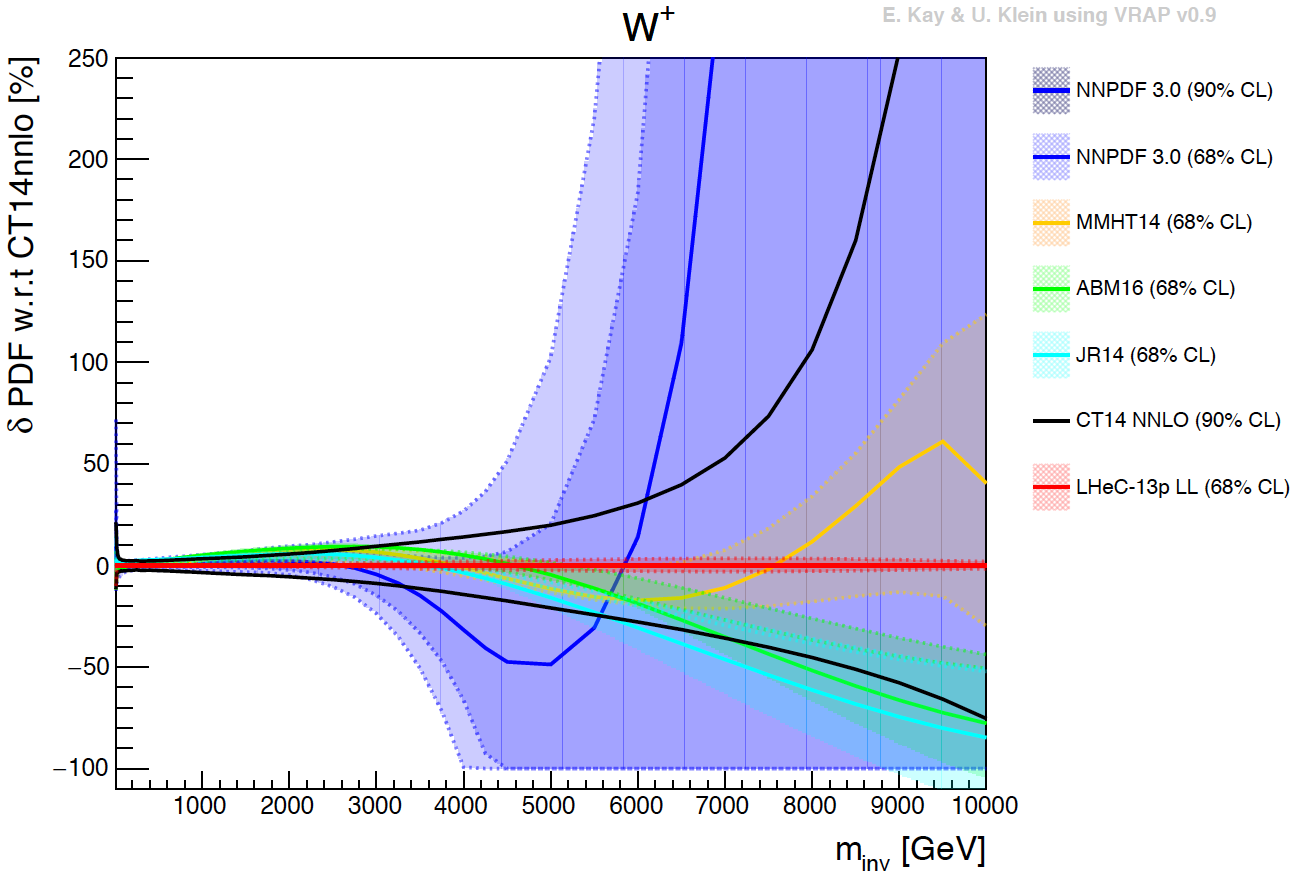 E. Kay & U. Klein using VRAP v0.9
W+
δ PDF w.r.t CT14nnlo [%]
250
200
150
100
50
0
−50
−100
1000 2000 3000 4000 5000 6000 7000 8000 9000 10000
minv [GeV]
NNPDF 3.0 (90% CL)
NNPDF 3.0 (68% CL)
MMHT14 (68% CL)
ABM16 (68% CL)
JR14 (68% CL)
CT14 NNLO (90% CL)
LHeC-13p LL (68% CL)